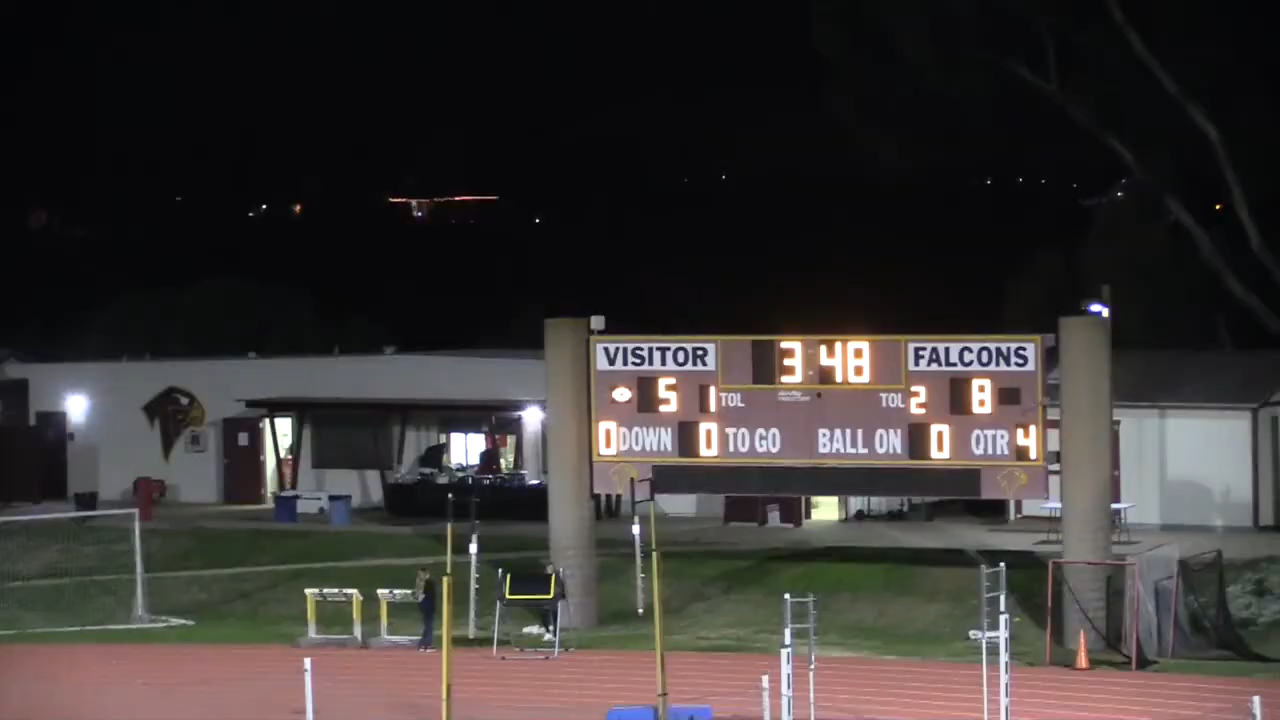 VISITOR 3:48 FALCONS
5 1 TOL TOL 2 8
0 DOWN 0 TO GO BALL ON 0 QTR 4